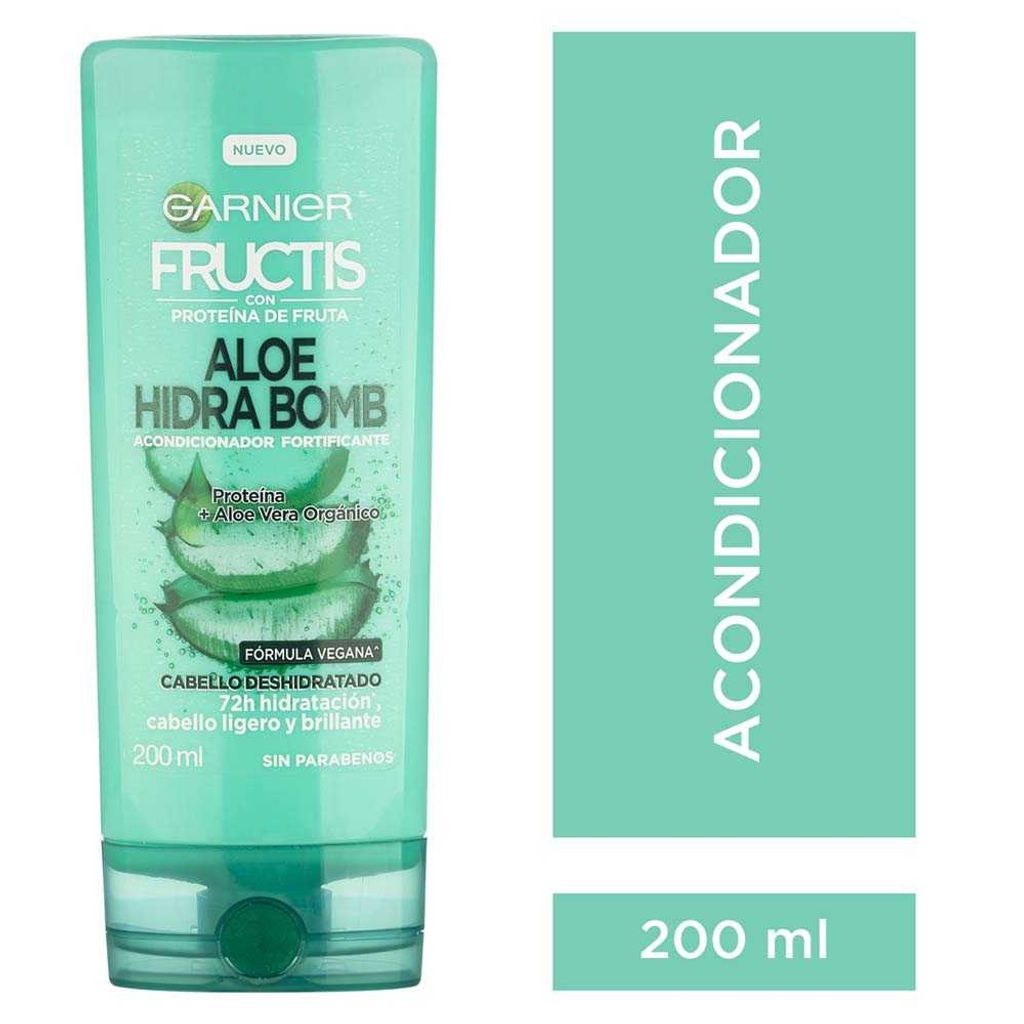 NUEVO
GARNIER
FRUCTIS
CON
PROTEÍNA DE FRUTA
ALOE
HIDRA BOMB
ACONDICIONADOR FORTIFICANTE
Proteína
+ Aloe Vera Orgánico
FÓRMULA VEGANA^
CABELLO DESHIDRATADO
72h hidratación*,
cabello ligero y brillante
200 ml
SIN PARABENOS
ACONDICIONADOR
200 ml